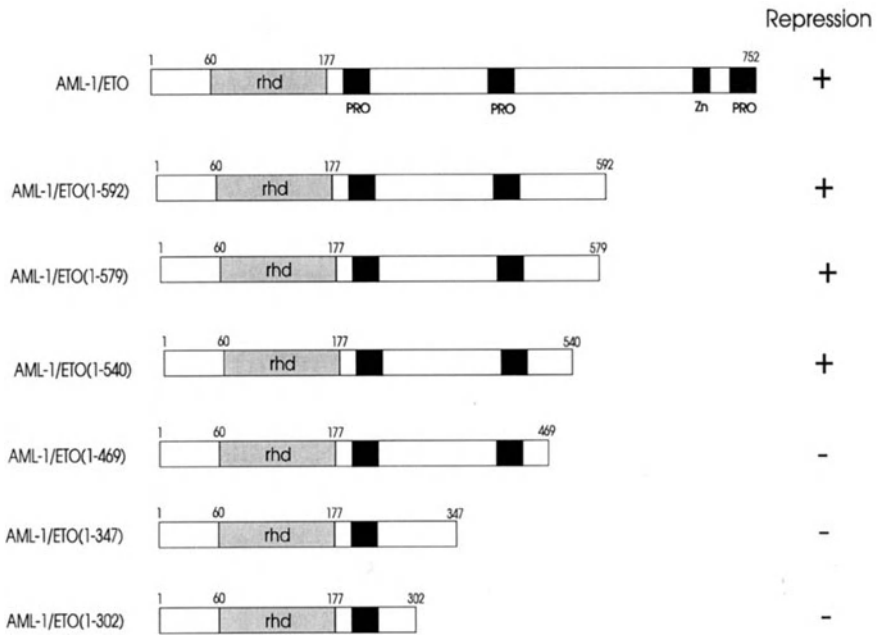 Repression
1 60 177 752
AML-1/ETO rhd +
PRO PRO Zn PRO
1 60 177 592
AML-1/ETO(1-592) rhd +
1 60 177 579
AML-1/ETO(1-579) rhd +
1 60 177 540
AML-1/ETO(1-540) rhd +
1 60 177 469
AML-1/ETO(1-469) rhd -
1 60 177 347
AML-1/ETO(1-347) rhd -
1 60 177 302
AML-1/ETO(1-302) rhd -